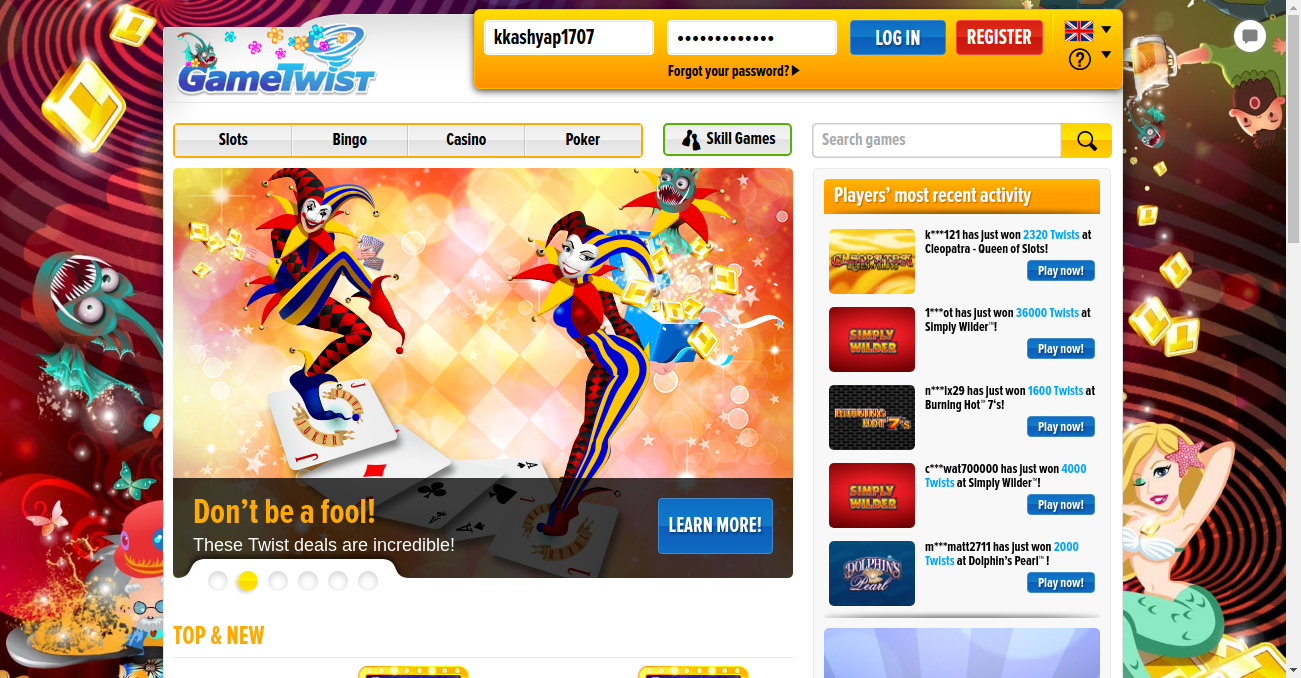 GameTwist
kkashyap1707
•••••••••••••
LOG IN
REGISTER
Forgot your password?
?
Slots
Bingo
Casino
Poker
Skill Games
Search games
Don't be a fool!
These Twist deals are incredible!
LEARN MORE!
JOKER
TOP & NEW
Players' most recent activity
k***121 has just won 2320 Twists at
Cleopatra - Queen of Slots!
CLEOPATRA
QUEEN OF SLOTS
Play now!
1***ot has just won 36000 Twists at
Simply Wilder™!
SIMPLY
WILDER
Play now!
n***ix29 has just won 1600 Twists at
Burning Hot™ 7's!
BURNING
HOT 7's
Play now!
c***wat700000 has just won 4000
Twists at Simply Wilder™!
SIMPLY
WILDER
Play now!
m***matt2711 has just won 2000
Twists at Dolphin's Pearl™ !
DOLPHIN'S
Pearl
Play now!